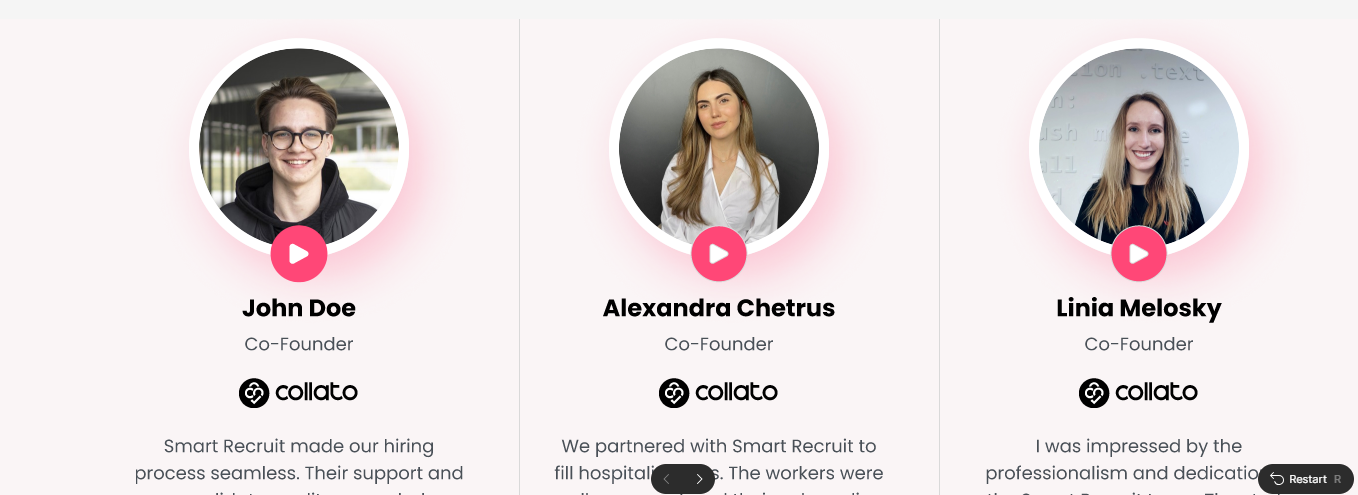 John Doe
Co-Founder
collato
Smart Recruit made our hiring
process seamless. Their support and
Alexandra Chetrus
Co-Founder
collato
We partnered with Smart Recruit to
fill The workers were
Linia Melosky
Co-Founder
collato
I was impressed by the
professionalism and
Restart R